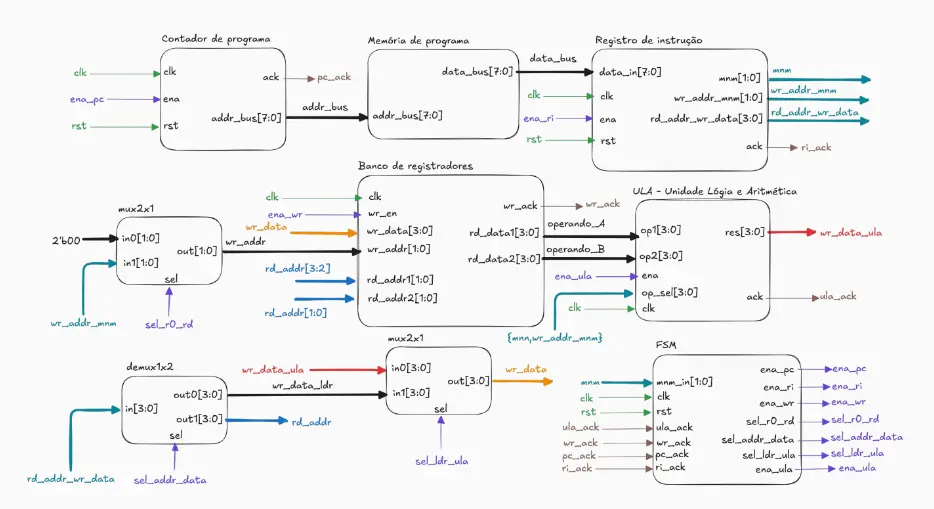 Contador de programa
clk
clk
ena_pc
ena
rst
rst
ack
pc_ack
addr_bus[7:0]
addr_bus
Memória de programa
data_bus[7:0]
addr_bus[7:0]
data_bus
Registro de instrução
data_in[7:0]
clk
clk
ena_ri
ena
rst
rst
mnm[1:0]
mnm
wr_addr_mnm[1:0]
wr_addr_mnm
rd_addr_wr_data[3:0]
rd_addr_wr_data
ack
ri_ack
mux2x1
2'b00
in0[1:0]
in1[1:0]
out[1:0]
sel
wr_addr
wr_addr_mnm
sel_r0_rd
Banco de registradores
clk
clk
ena_wr
wr_en
wr_data
wr_data[3:0]
wr_addr[1:0]
rd_addr[3:2]
rd_addr1[1:0]
rd_addr2[1:0]
rd_addr[1:0]
wr_ack
wr_ack
rd_data1[3:0]
operando_A
rd_data2[3:0]
operando_B
ULA - Unidade Lógia e Aritmética
op1[3:0]
op2[3:0]
ena_ula
ena
op_sel[3:0]
clk
clk
{mnn,wr_addr_mnm}
res[3:0]
wr_data_ula
ack
ula_ack
demux1x2
in[3:0]
out0[3:0]
out1[3:0]
sel
wr_data_ldr
rd_addr
rd_addr_wr_data
sel_addr_data
mux2x1
wr_data_ula
in0[3:0]
in1[3:0]
out[3:0]
sel
wr_data
sel_ldr_ula
FSM
mnm
mnm_in[1:0]
clk
clk
rst
rst
ula_ack
ula_ack
wr_ack
wr_ack
pc_ack
pc_ack
ri_ack
ri_ack
ena_pc
ena_pc
ena_ri
ena_ri
ena_wr
ena_wr
sel_r0_rd
sel_r0_rd
sel_addr_data
sel_addr_data
sel_ldr_ula
sel_ldr_ula
ena_ula
ena_ula